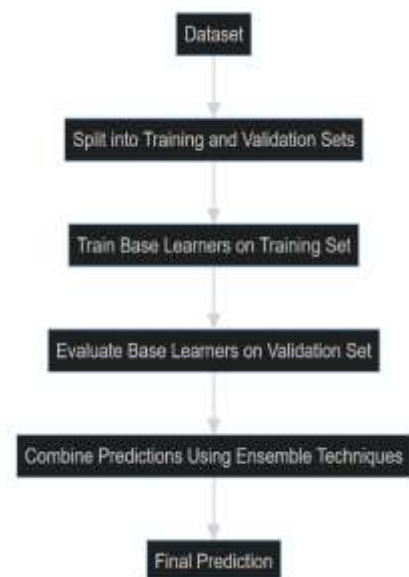 Dataset
Split into Training and Validation Sets
Train Base Learners on Training Set
Evaluate Base Learners on Validation Set
Combine Predictions Using Ensemble Techniques
Final Prediction